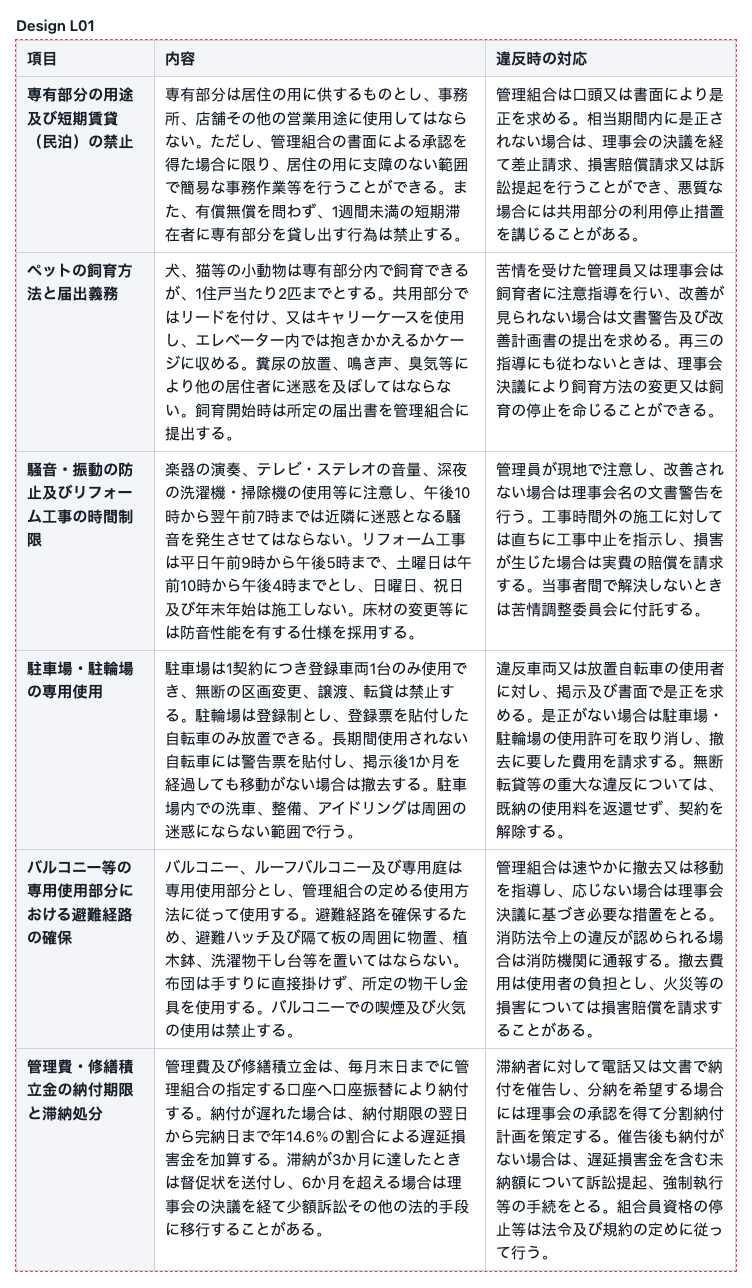 Design L01
項目
内容
違反時の対応
専有部分の用途
及び短期賃貸
（民泊）の禁止
専有部分は居住の用に供するものとし、事務
所、店舗その他の営業用途に使用してはなら
ない。ただし、管理組合の書面による承認を
得た場合に限り、居住の用に支障のない範囲
で簡易な事務作業等を行うことができる。ま
た、有償無償を問わず、1週間未満の短期滞
在者に専有部分を貸し出す行為は禁止する。
管理組合は口頭又は書面により是
正を求める。相当期間内に是正さ
れない場合は、理事会の決議を経
て差止請求、損害賠償請求又は訴
訟提起を行うことができ、悪質な
場合には共用部分の利用停止措置
を講じることがある。
ペットの飼育方
法と届出義務
犬、猫等の小動物は専有部分内で飼育できる
が、1住戸当たり2匹までとする。共用部分で
はリードを付け、又はキャリーケースを使用
し、エレベーター内では抱きかかえるかケー
ジに収める。糞尿の放置、鳴き声、臭気等に
より他の居住者に迷惑を及ぼしてはならな
い。飼育開始時は所定の届出書を管理組合に
提出する。
苦情を受けた管理員又は理事会は
飼育者に注意指導を行い、改善が
見られない場合は文書警告及び改
善計画書の提出を求める。再三の
指導にも従わないときは、理事会
決議により飼育方法の変更又は飼
育の停止を命じることができる。
騒音・振動の防
止及びリフォー
ム工事の時間制
限
楽器の演奏、テレビ・ステレオの音量、深夜
の洗濯機・掃除機の使用等に注意し、午後10
時から翌午前7時までは近隣に迷惑となる騒
音を発生させてはならない。リフォーム工事
は平日午前9時から午後5時まで、土曜日は午
前10時から午後4時までとし、日曜日、祝日
及び年末年始は施工しない。床材の変更等に
は防音性能を有する仕様を採用する。
管理員が現地で注意し、改善され
ない場合は理事会名の文書警告を
行う。工事時間外の施工に対して
は直ちに工事中止を指示し、損害
が生じた場合は実費の賠償を請求
する。当事者間で解決しないとき
は苦情調整委員会に付託する。
駐車場・駐輪場
の専用使用
駐車場は1契約につき登録車両1台のみ使用で
き、無断の区画変更、譲渡、転貸は禁止す
る。駐輪場は登録制とし、登録票を貼付した
自転車のみ放置できる。長期間使用されない
自転車には警告票を貼付し、掲示後1か月を
経過しても移動がない場合は撤去する。駐車
場内での洗車、整備、アイドリングは周囲の
迷惑にならない範囲で行う。
違反車両又は放置自転車の使用者
に対し、掲示及び書面で是正を求
める。是正がない場合は駐車場・
駐輪場の使用許可を取り消し、撤
去に要した費用を請求する。無断
転貸等の重大な違反については、
既納の使用料を返還せず、契約を
解除する。
バルコニー等の
専用使用部分に
おける避難経路
の確保
バルコニー、ルーフバルコニー及び専用庭は
専用使用部分とし、管理組合の定める使用方
法に従って使用する。避難経路を確保するた
め、避難ハッチ及び隔て板の周囲に物置、植
木鉢、洗濯物干し台等を置いてはならない。
布団は手すりに直接掛けず、所定の物干し金
具を使用する。バルコニーでの喫煙及び火気
の使用は禁止する。
管理組合は速やかに撤去又は移動
を指導し、応じない場合は理事会
決議に基づき必要な措置をとる。
消防法令上の違反が認められる場
合は消防機関に通報する。撤去費
用は使用者の負担とし、火災等の
損害については損害賠償を請求す
ることがある。
管理費・修繕積
立金の納付期限
と滞納処分
管理費及び修繕積立金は、毎月末日までに管
理組合の指定する口座へ口座振替により納付
する。納付が遅れた場合は、納付期限の翌日
から完納日まで年14.6%の割合による遅延損
害金を加算する。滞納が3か月に達したとき
は督促状を送付し、6か月を超える場合は理
事会の決議を経て少額訴訟その他の法的手段
に移行することがある。
滞納者に対して電話又は文書で納
付を催告し、分納を希望する場合
には理事会の承認を得て分割納付
計画を策定する。催告後も納付が
ない場合は、遅延損害金を含む未
納額について訴訟提起、強制執行
等の手続をとる。組合員資格の停
止等は法令及び規約の定めに従っ
て行う。